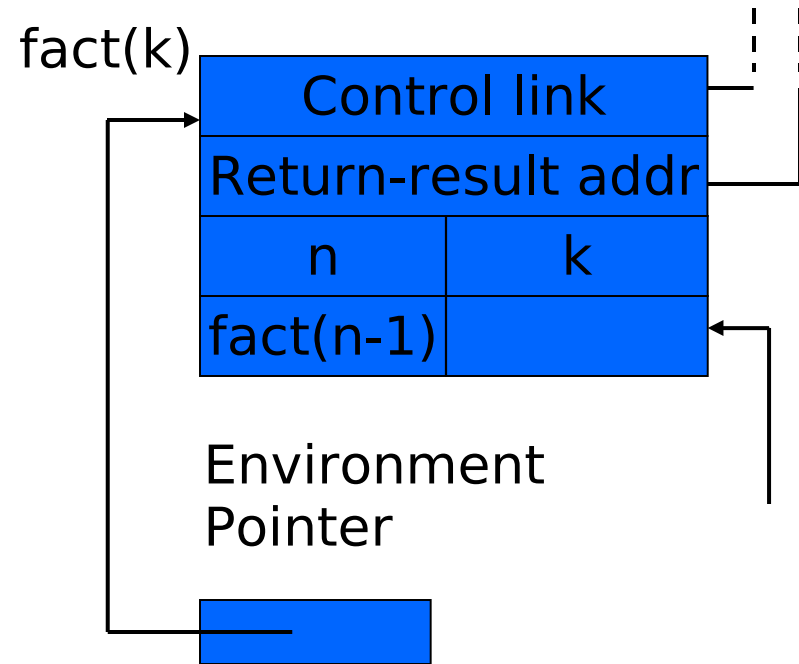 fact(k)
Control link
Return-result addr
n k
fact(n-1)
Environment
Pointer